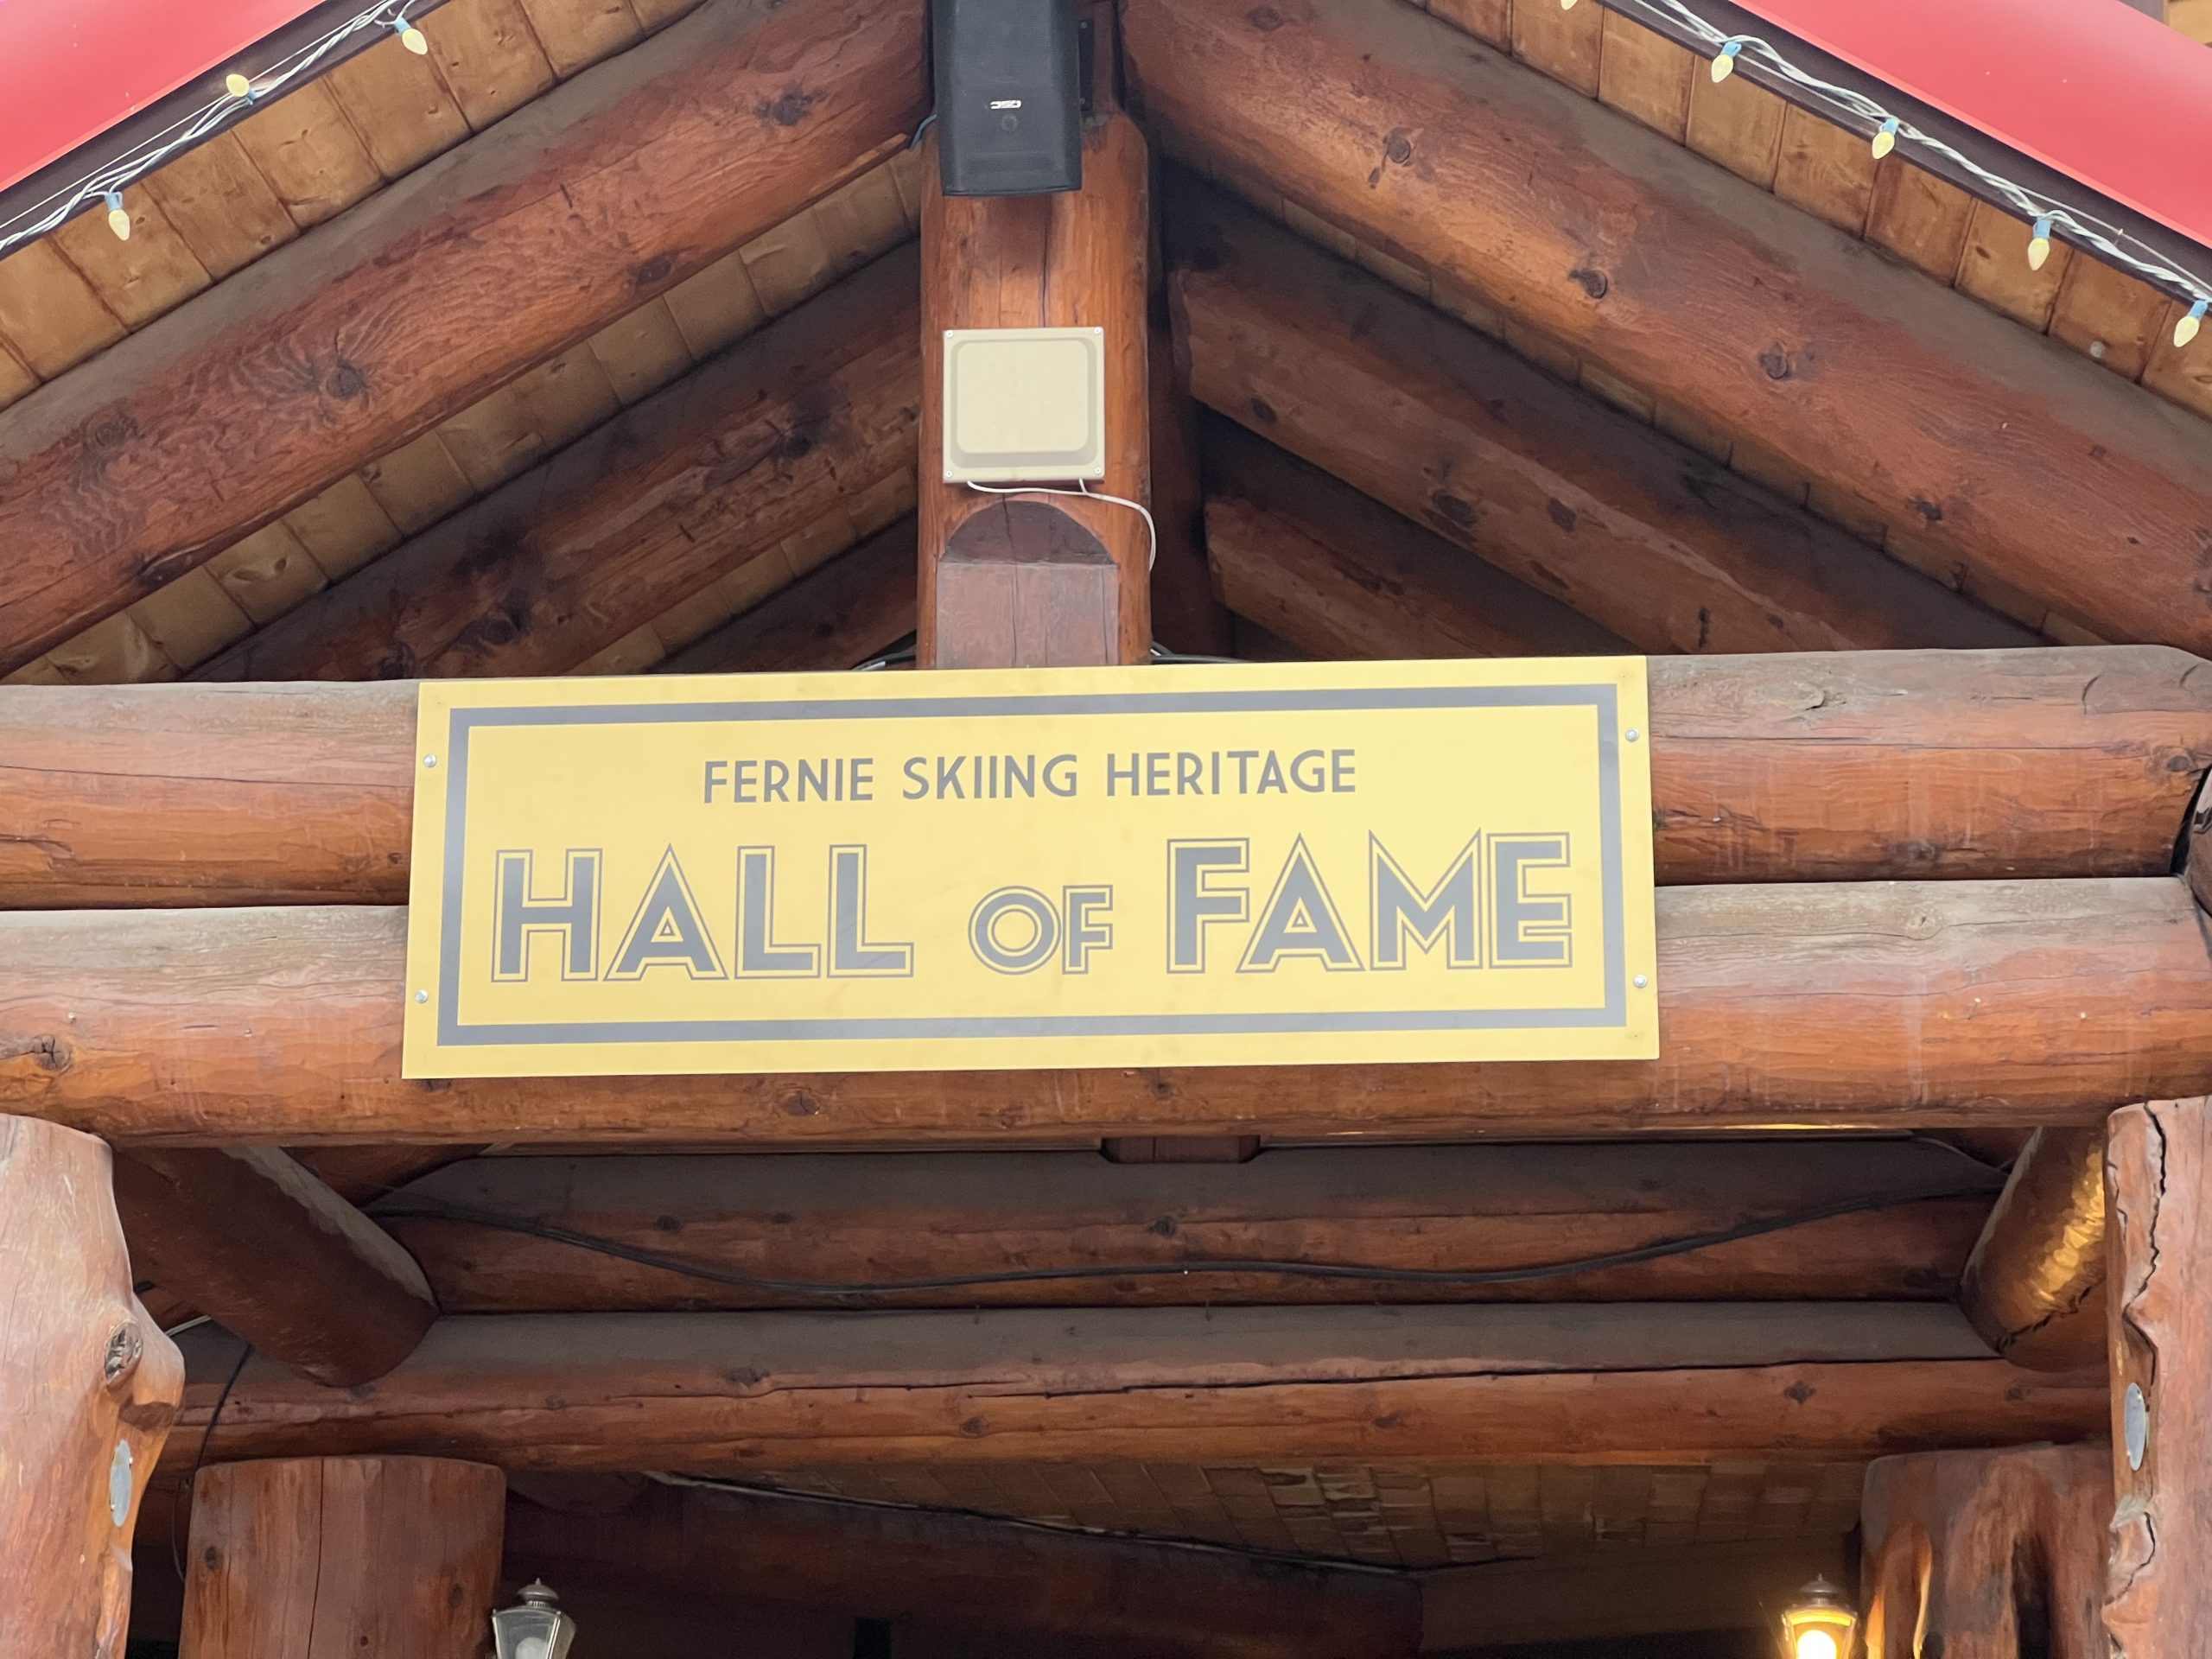 FERNIE SKIING HERITAGE
HALL OF FAME